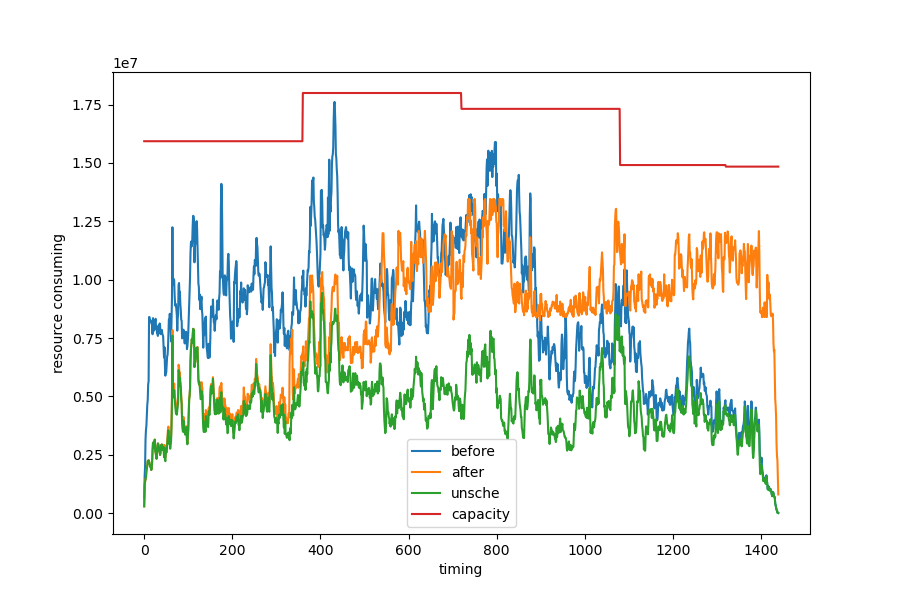 1e7
1.75
1.50
1.25
1.00
0.75
0.50
0.25
0.00
resource consuming
before
after
unsche
capacity
0 200 400 600 800 1000 1200 1400
timing